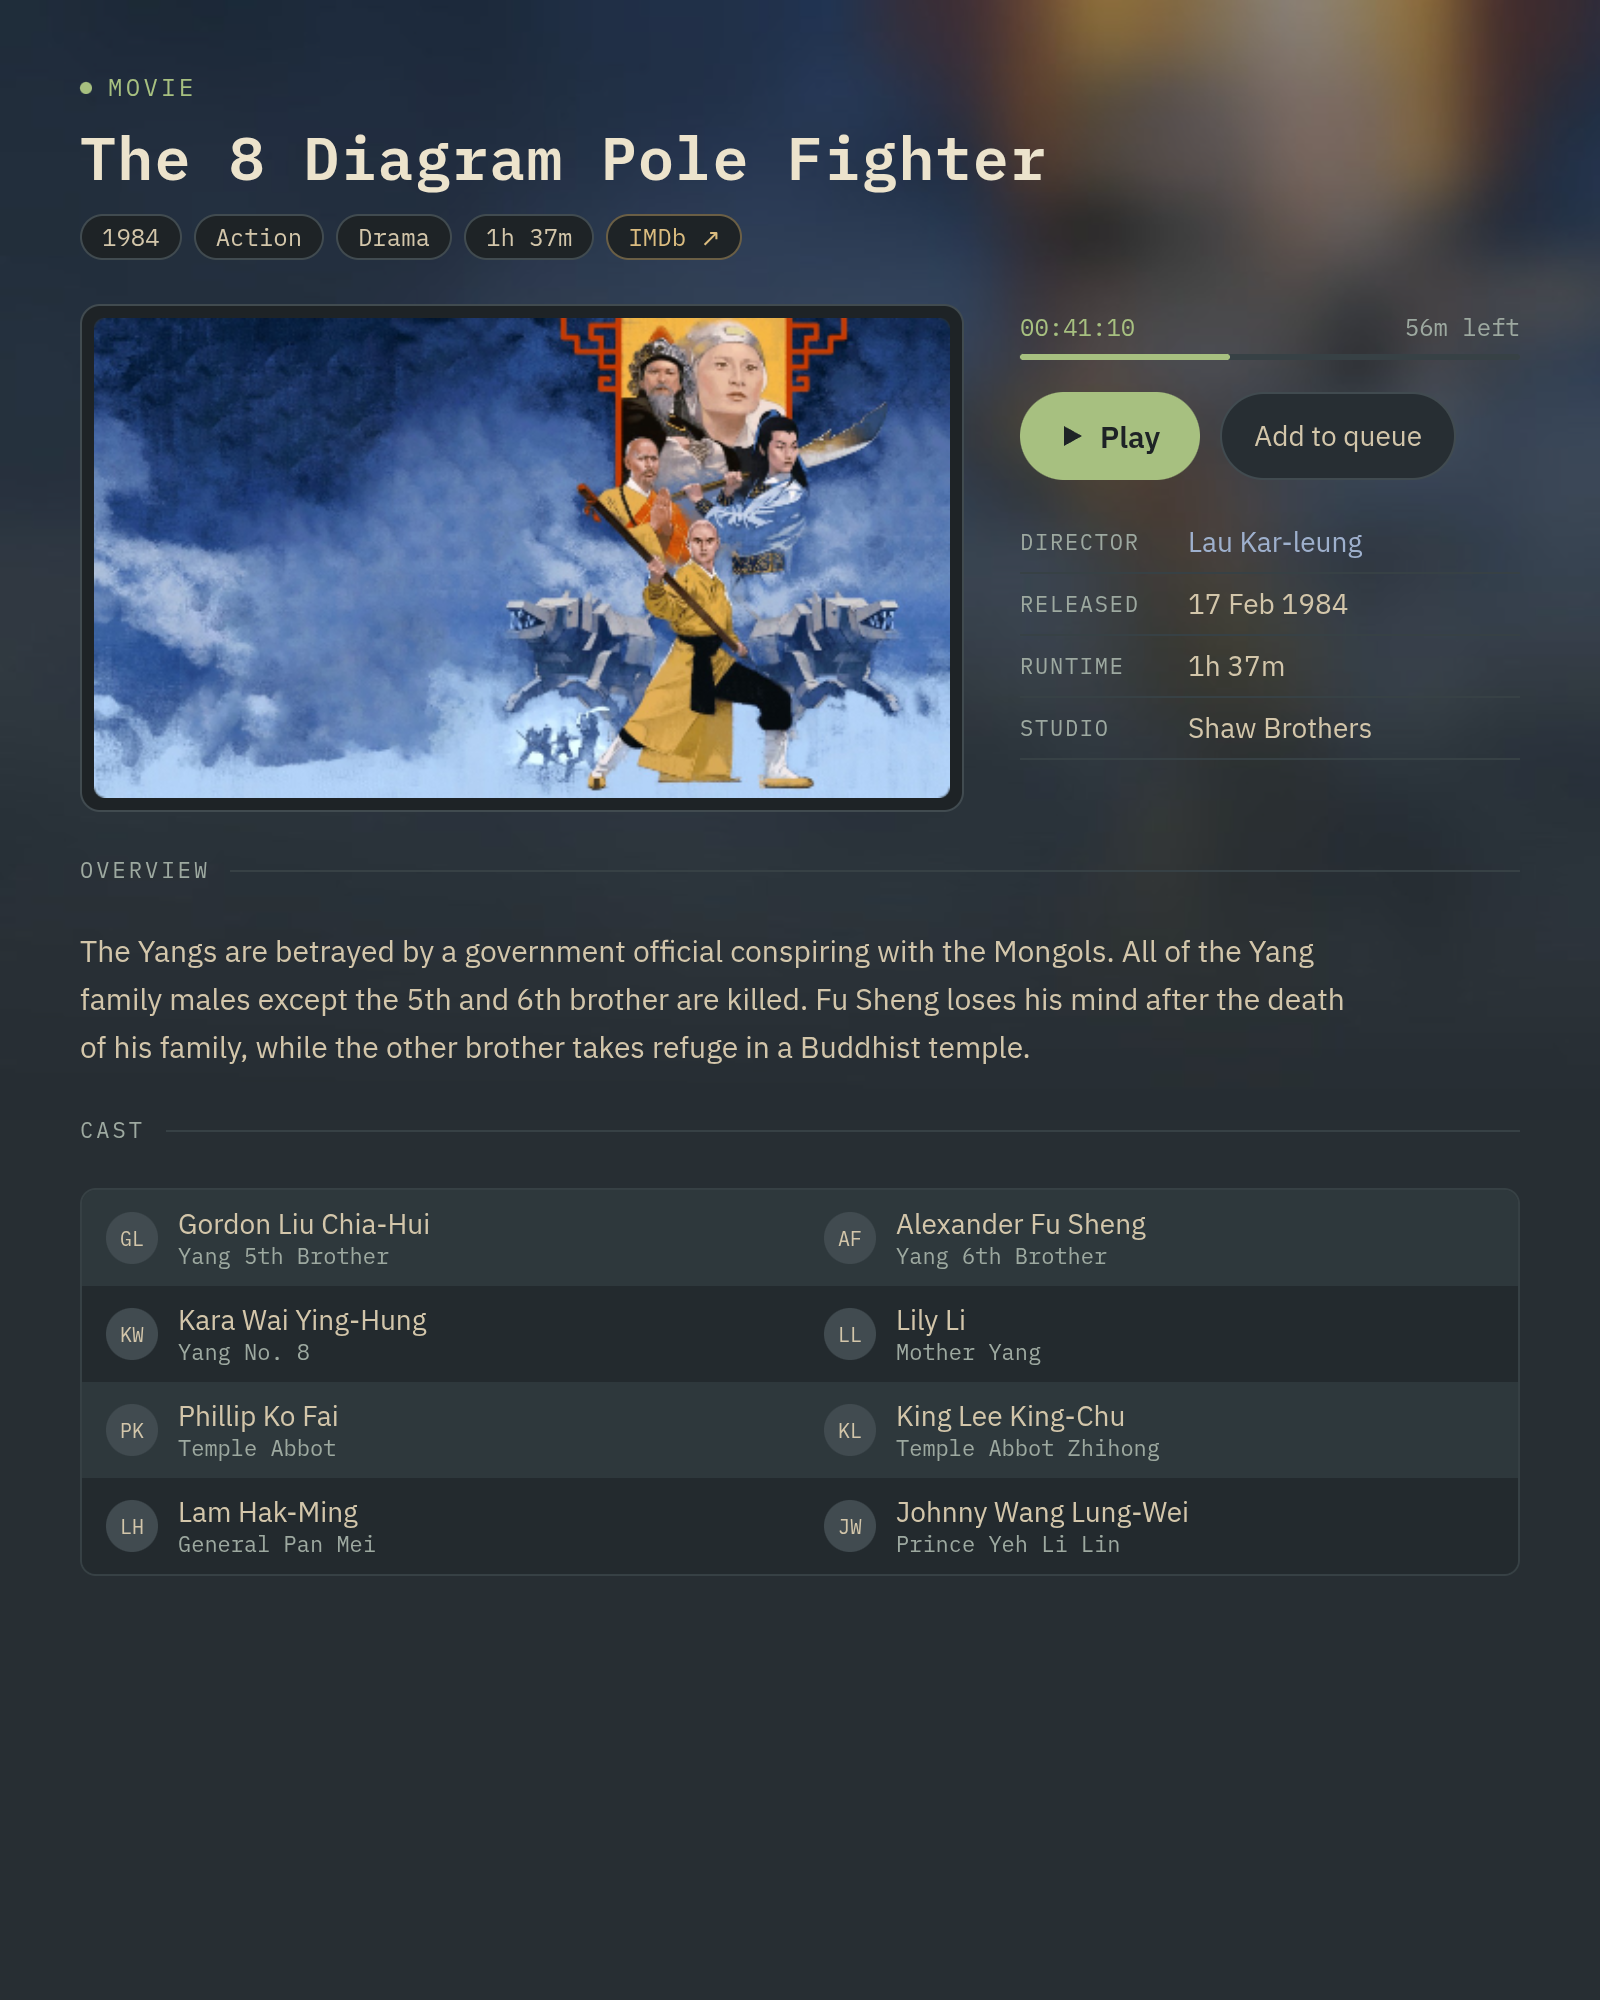 MOVIE
The 8 Diagram Pole Fighter
1984 Action Drama 1h 37m IMDb ↗
00:41:10 56m left
Play Add to queue
DIRECTOR Lau Kar-leung
RELEASED 17 Feb 1984
RUNTIME 1h 37m
STUDIO Shaw Brothers
OVERVIEW
The Yangs are betrayed by a government official conspiring with the Mongols. All of the Yang
family males except the 5th and 6th brother are killed. Fu Sheng loses his mind after the death
of his family, while the other brother takes refuge in a Buddhist temple.
CAST
GL Gordon Liu Chia-Hui
Yang 5th Brother
AF Alexander Fu Sheng
Yang 6th Brother
KW Kara Wai Ying-Hung
Yang No. 8
LL Lily Li
Mother Yang
PK Phillip Ko Fai
Temple Abbot
KL King Lee King-Chu
Temple Abbot Zhihong
LH Lam Hak-Ming
General Pan Mei
JW Johnny Wang Lung-Wei
Prince Yeh Li Lin